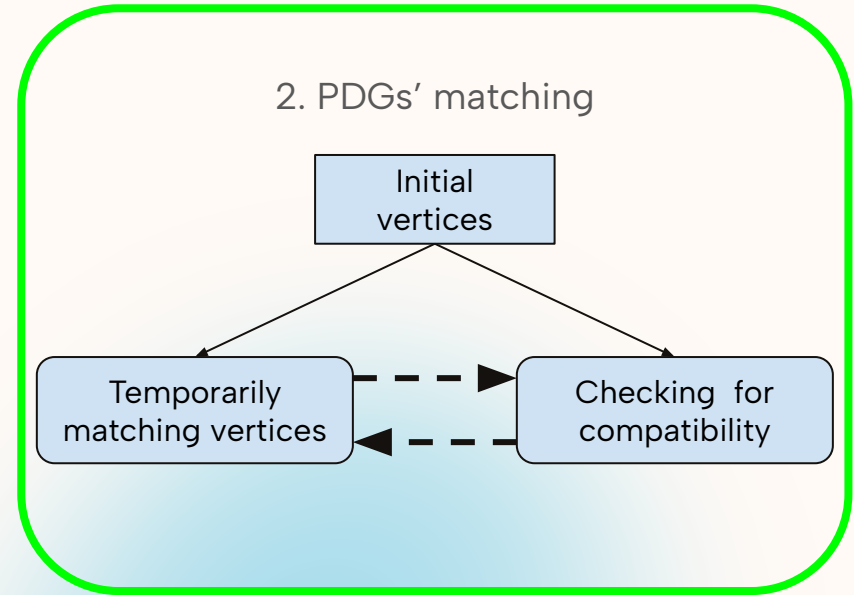 2. PDGs’ matching
Initial
vertices
Temporarily
matching vertices
Checking for
compatibility